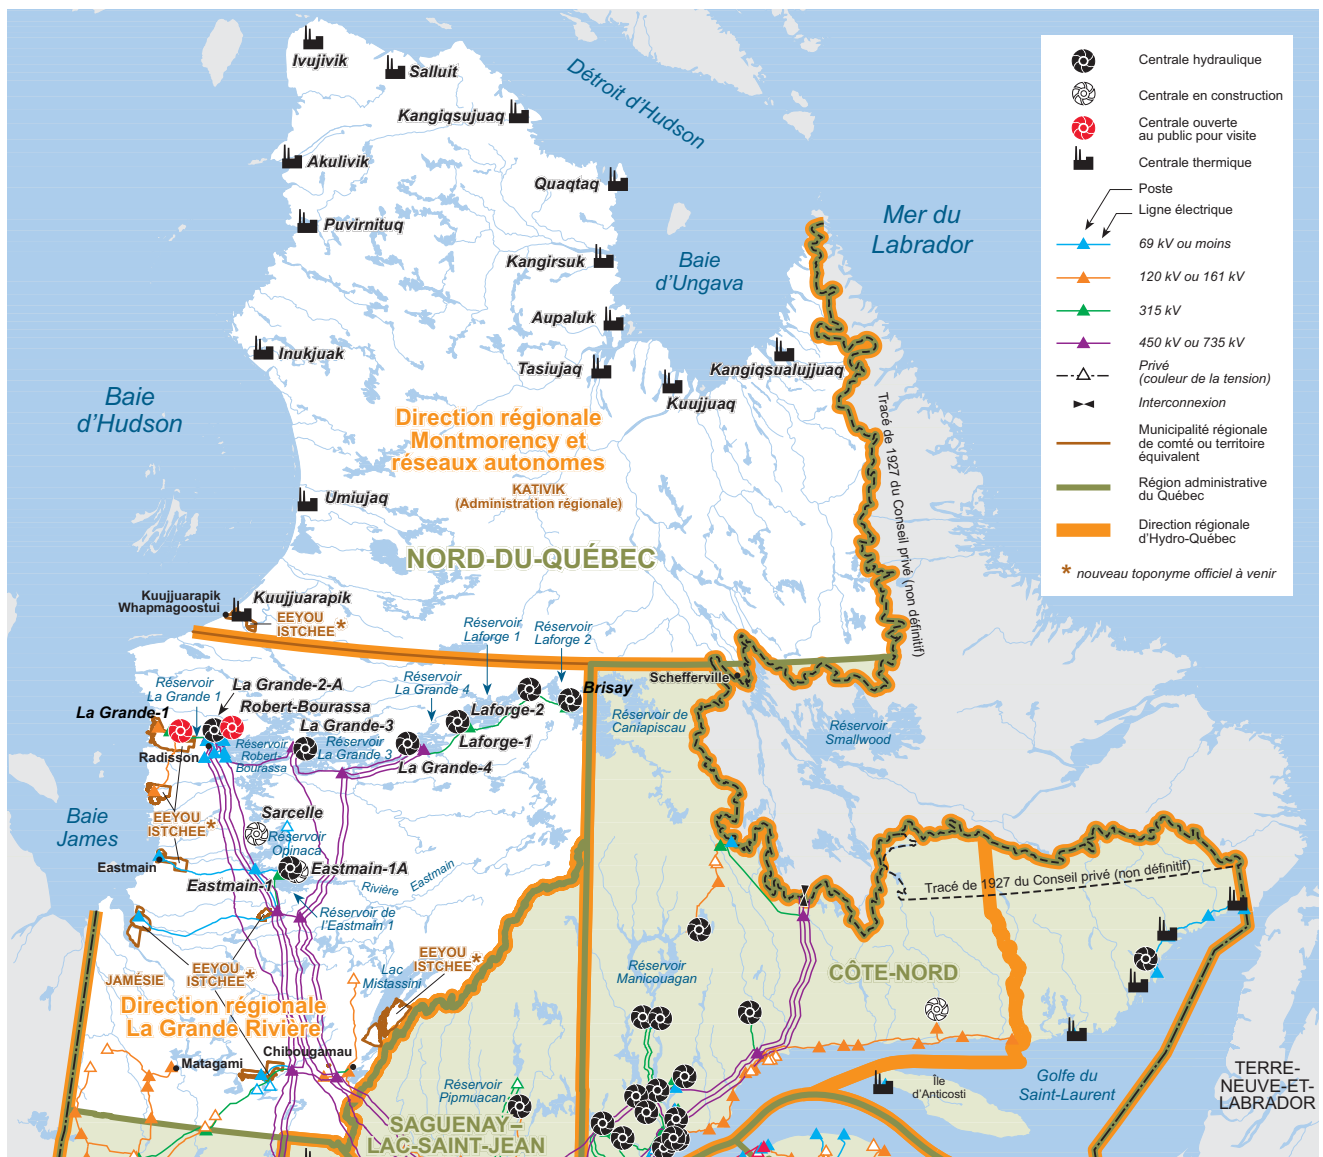 Ivujivik
Salluit
Détroit d'Hudson
Kangiqsujuaq
Akulivik
Quaqtaq
Puvirnituq
Mer du
Labrador
Kangirsuk
Baie
d'Ungava
Aupaluk
Inukjuak
Tasiujaq
Kangiqsualujjuaq
Kuujjuaq
Baie
d'Hudson
Direction régionale
Montmorency et
réseaux autonomes
KATIVIK
(Administration régionale)
Umiujaq
NORD-DU-QUÉBEC
Tracé de 1927 du Conseil privé (non définitif)
Centrale hydraulique
Centrale en construction
Centrale ouverte
au public pour visite
Centrale thermique
Poste
Ligne électrique
69 kV ou moins
120 kV ou 161 kV
315 kV
450 kV ou 735 kV
Privé
(couleur de la tension)
Interconnexion
Municipalité régionale
de comté ou territoire
équivalent
Région administrative
du Québec
Direction régionale
d'Hydro-Québec
* nouveau toponyme officiel à venir
Kuujjuarapik
Whapmagoostui
Kuujjuarapik
EEYOU
ISTCHEE*
Réservoir
Laforge 1
Réservoir
Laforge 2
Schefferville
Réservoir
La Grande 1
La Grande-2-A
Réservoir
La Grande 4
Brisay
La Grande-1
Robert-Bourassa
La Grande-3
Laforge-2
Réservoir de
Caniapiscau
Réservoir
Smallwood
Radisson
Réservoir
Robert-
Bourassa
Réservoir
La Grande 3
Laforge-1
La Grande-4
Baie
James
EEYOU
ISTCHEE*
Sarcelle
Réservoir
Opinaca
Eastmain
Eastmain-1
Eastmain-1A
Rivière Eastmain
Réservoir de
l'Eastmain 1
Tracé de 1927 du Conseil privé (non définitif)
JAMÉSIE
EEYOU
ISTCHEE*
EEYOU
ISTCHEE*
Lac
Mistassini
Réservoir
Manicouagan
CÔTE-NORD
Direction régionale
La Grande Rivière
Matagami
Chibougamau
Réservoir
Pipmuacan
Île
d'Anticosti
Golfe du
Saint-Laurent
TERRE-
NEUVE-ET-
LABRADOR
SAGUENAY–
LAC-SAINT-JEAN